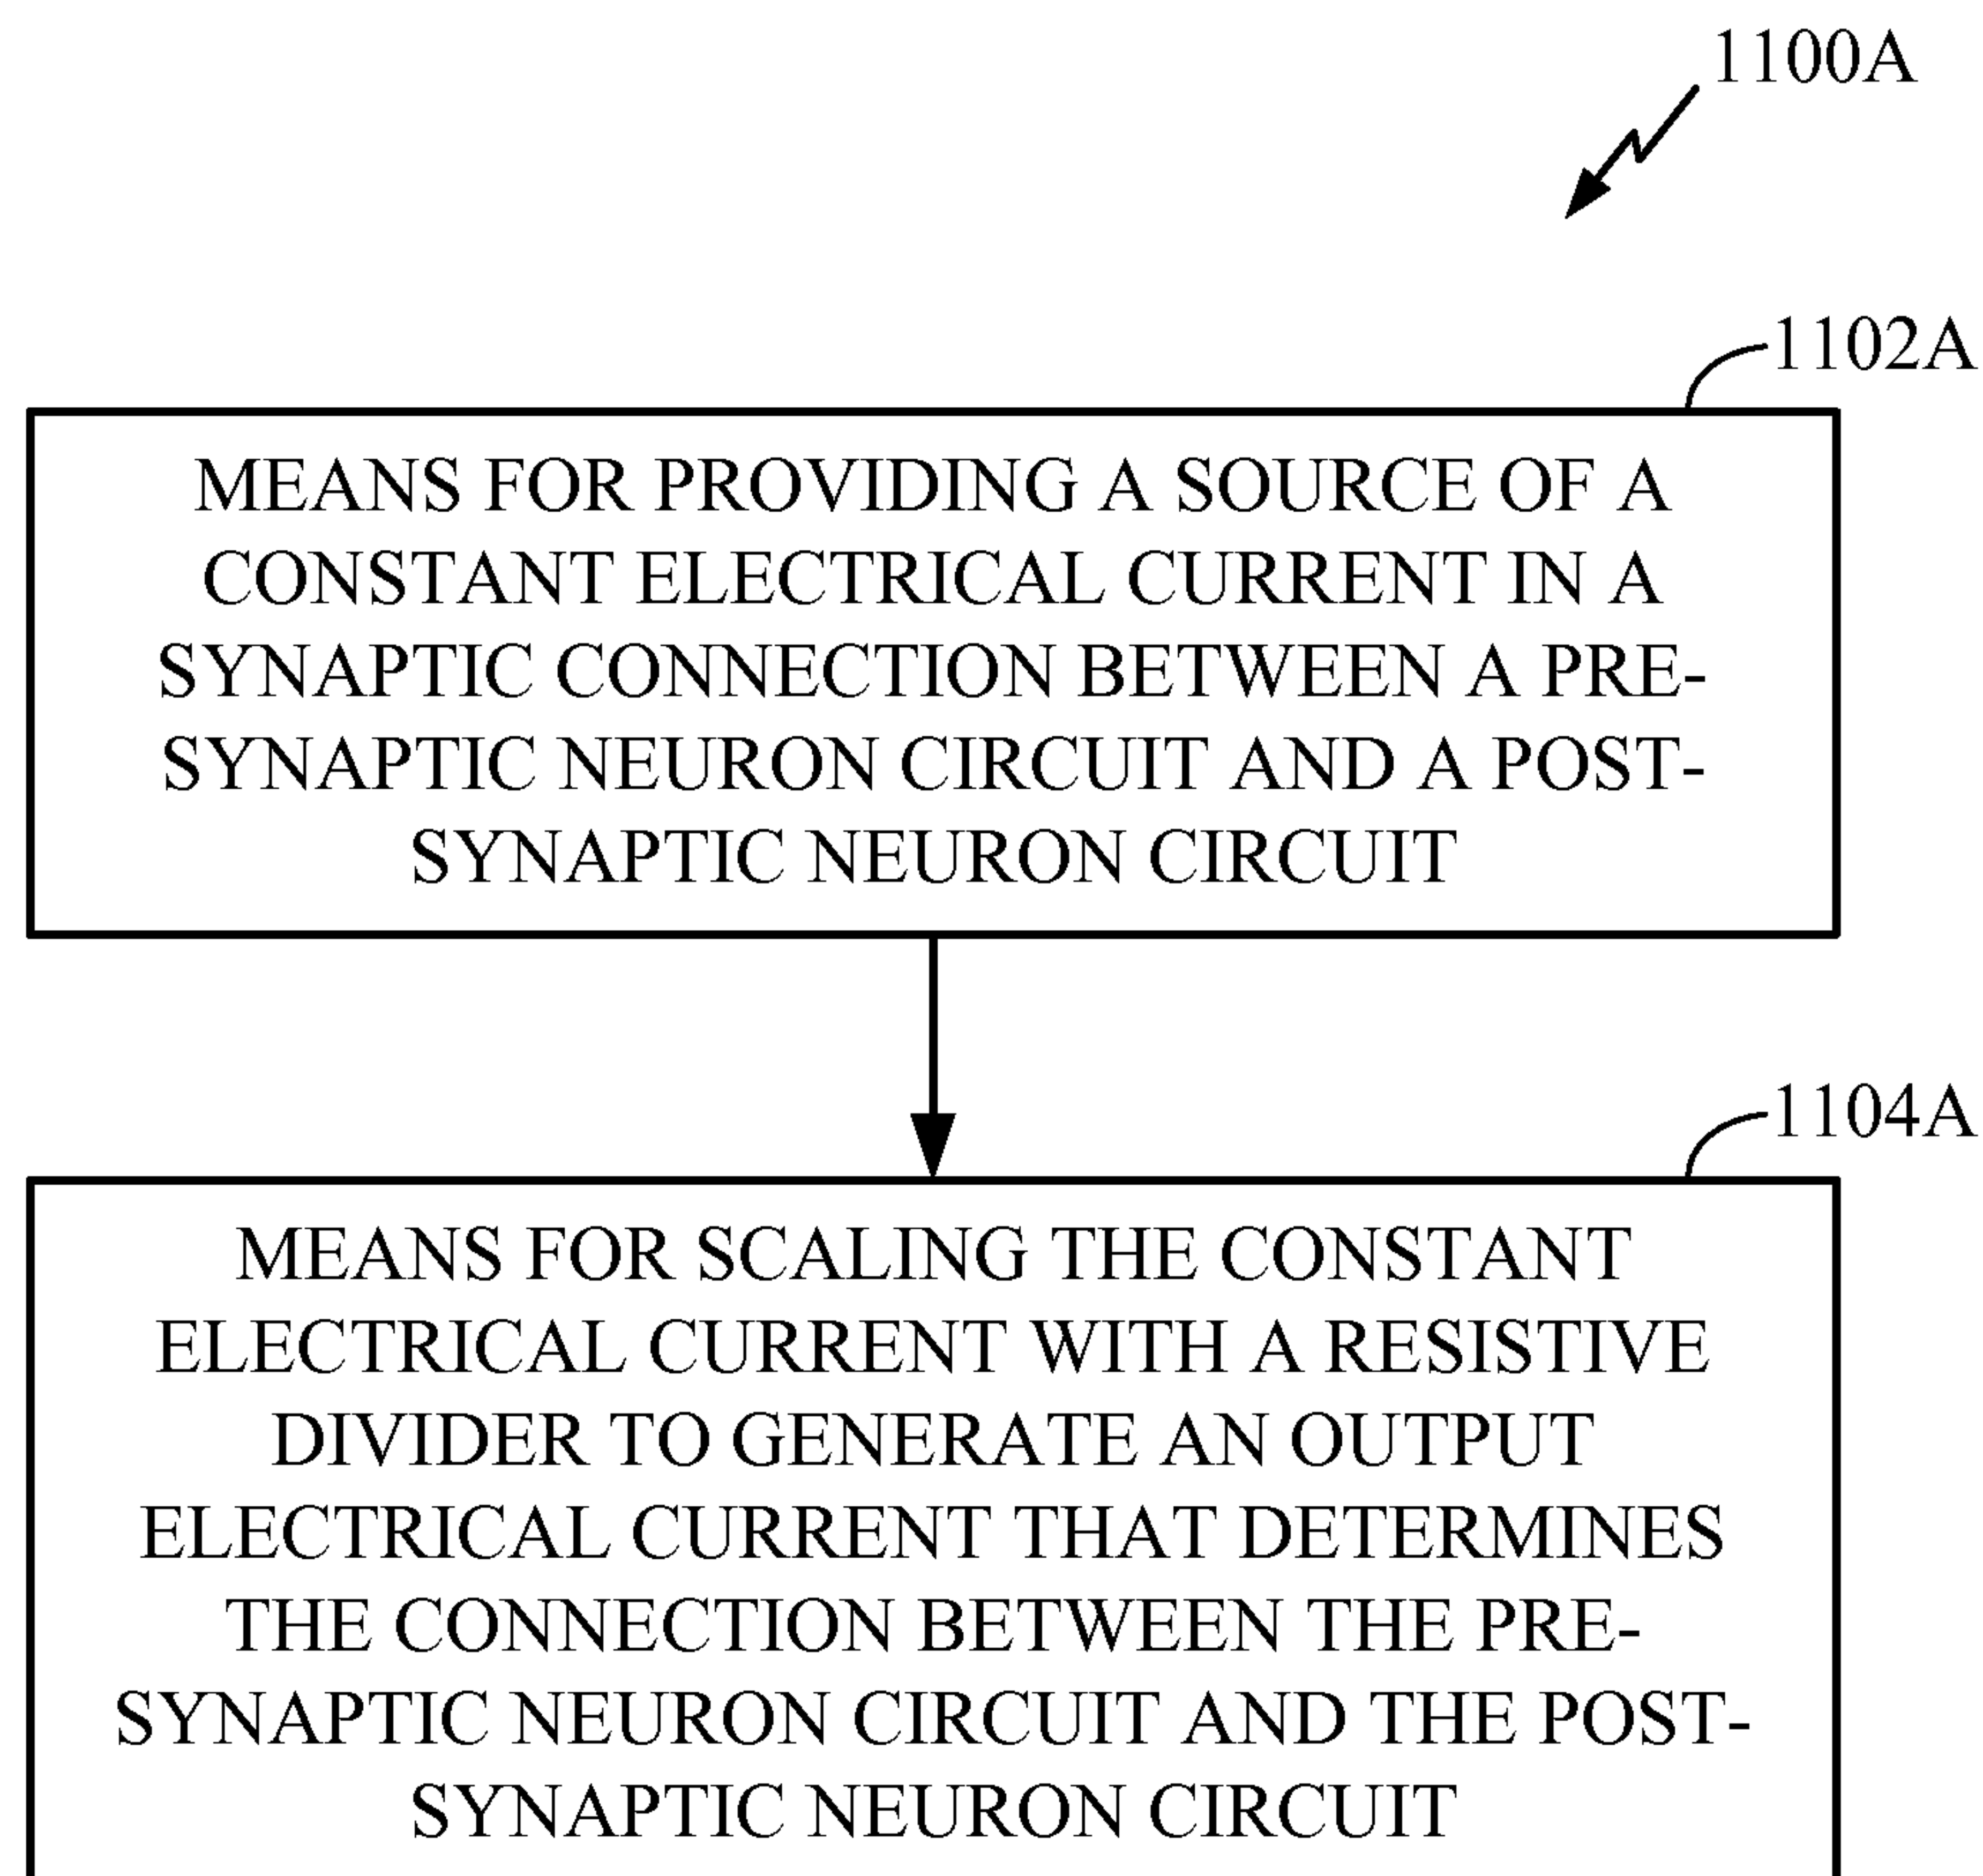 1100A
1102A
MEANS FOR PROVIDING A SOURCE OF A
CONSTANT ELECTRICAL CURRENT IN A
SYNAPTIC CONNECTION BETWEEN A PRE-
SYNAPTIC NEURON CIRCUIT AND A POST-
SYNAPTIC NEURON CIRCUIT
1104A
MEANS FOR SCALING THE CONSTANT
ELECTRICAL CURRENT WITH A RESISTIVE
DIVIDER TO GENERATE AN OUTPUT
ELECTRICAL CURRENT THAT DETERMINES
THE CONNECTION BETWEEN THE PRE-
SYNAPTIC NEURON CIRCUIT AND THE POST-
SYNAPTIC NEURON CIRCUIT